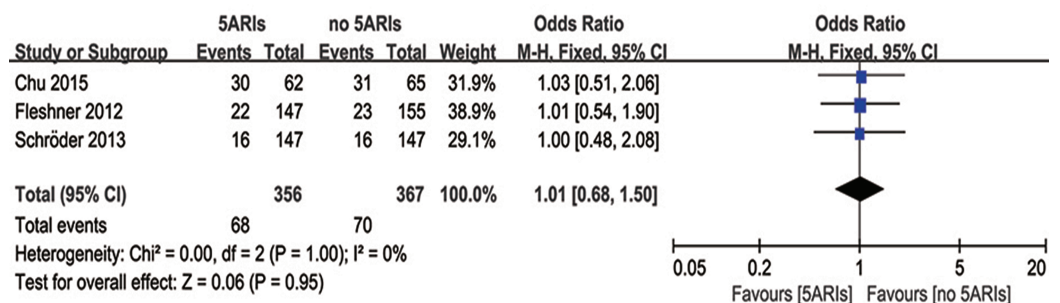 5ARIs no 5ARIs Odds Ratio Odds Ratio
Study or Subgroup Events Total Events Total Weight M-H, Fixed, 95% CI M-H, Fixed, 95% CI
Chu 2015 30 62 31 65 31.9% 1.03 [0.51, 2.06]
Fleshner 2012 22 147 23 155 38.9% 1.01 [0.54, 1.90]
Schröder 2013 16 147 16 147 29.1% 1.00 [0.48, 2.08]
Total (95% CI) 356 367 100.0% 1.01 [0.68, 1.50]
Total events 68 70
Heterogeneity: Chi² = 0.00, df = 2 (P = 1.00); I² = 0%
Test for overall effect: Z = 0.06 (P = 0.95)
0.05 0.2 1 5 20
Favours [5ARIs] Favours [no 5ARIs]